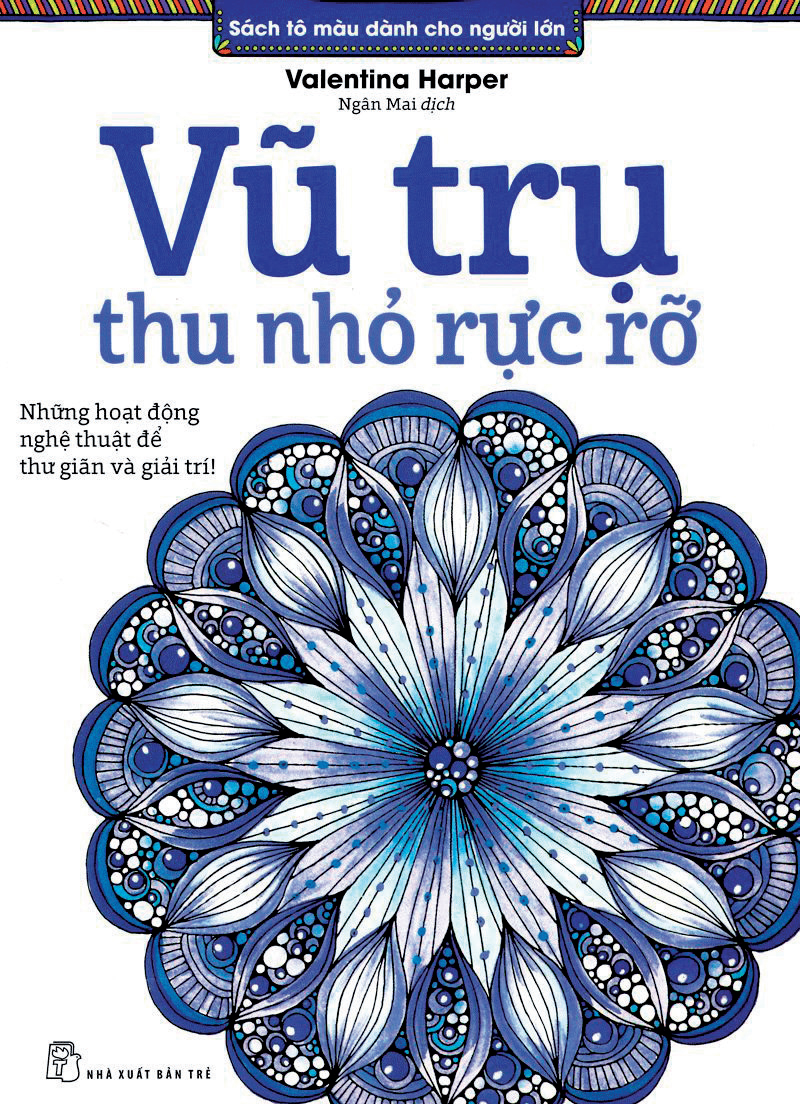 Sách tô màu dành cho người lớn
Valentina Harper
Ngân Mai dịch
Vũ trụ
thu nhỏ rực rỡ
Những hoạt động
nghệ thuật để
thư giãn và giải trí!
NHÀ XUẤT BẢN TRẺ